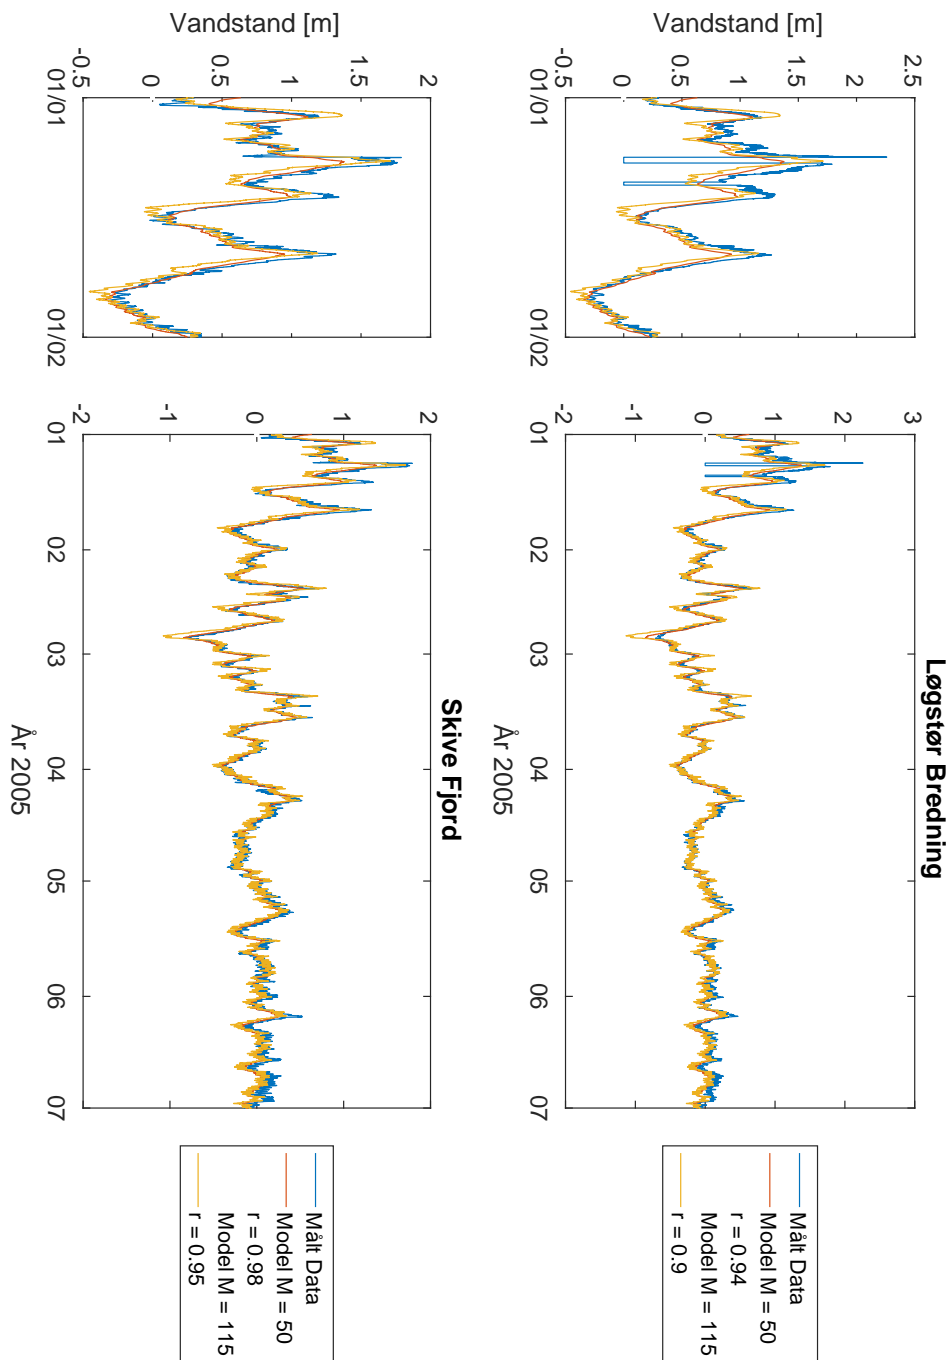 Løgstør Bredning
Vandstand [m]
2.5
2
1.5
1
0.5
0
-0.5
01/01
01/02
3
2
1
0
-1
-2
01
02
03
04
05
06
07
År 2005
Målt Data
Model M = 50
r = 0.94
Model M = 115
r = 0.9
Skive Fjord
Vandstand [m]
2
1.5
1
0.5
0
-0.5
01/01
01/02
2
1
0
-1
-2
01
02
03
04
05
06
07
År 2005
Målt Data
Model M = 50
r = 0.98
Model M = 115
r = 0.95